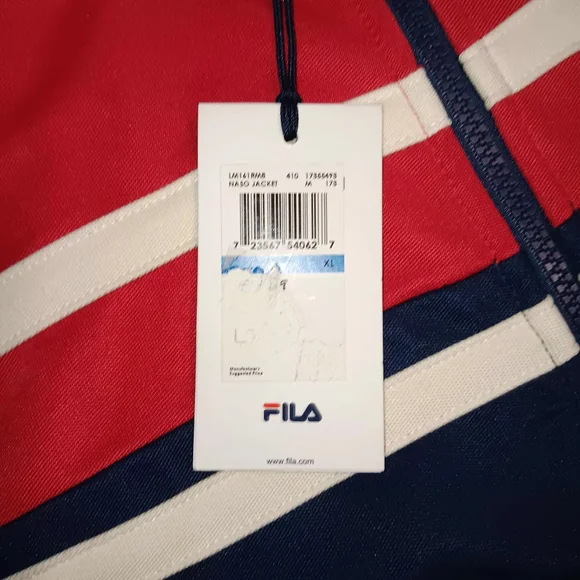 LM161RM8 410 17355493
NASO JACKET M 175
7 23567 54062 7
XL
Manufacturer's
Suggested Price
FILA
www.fila.com